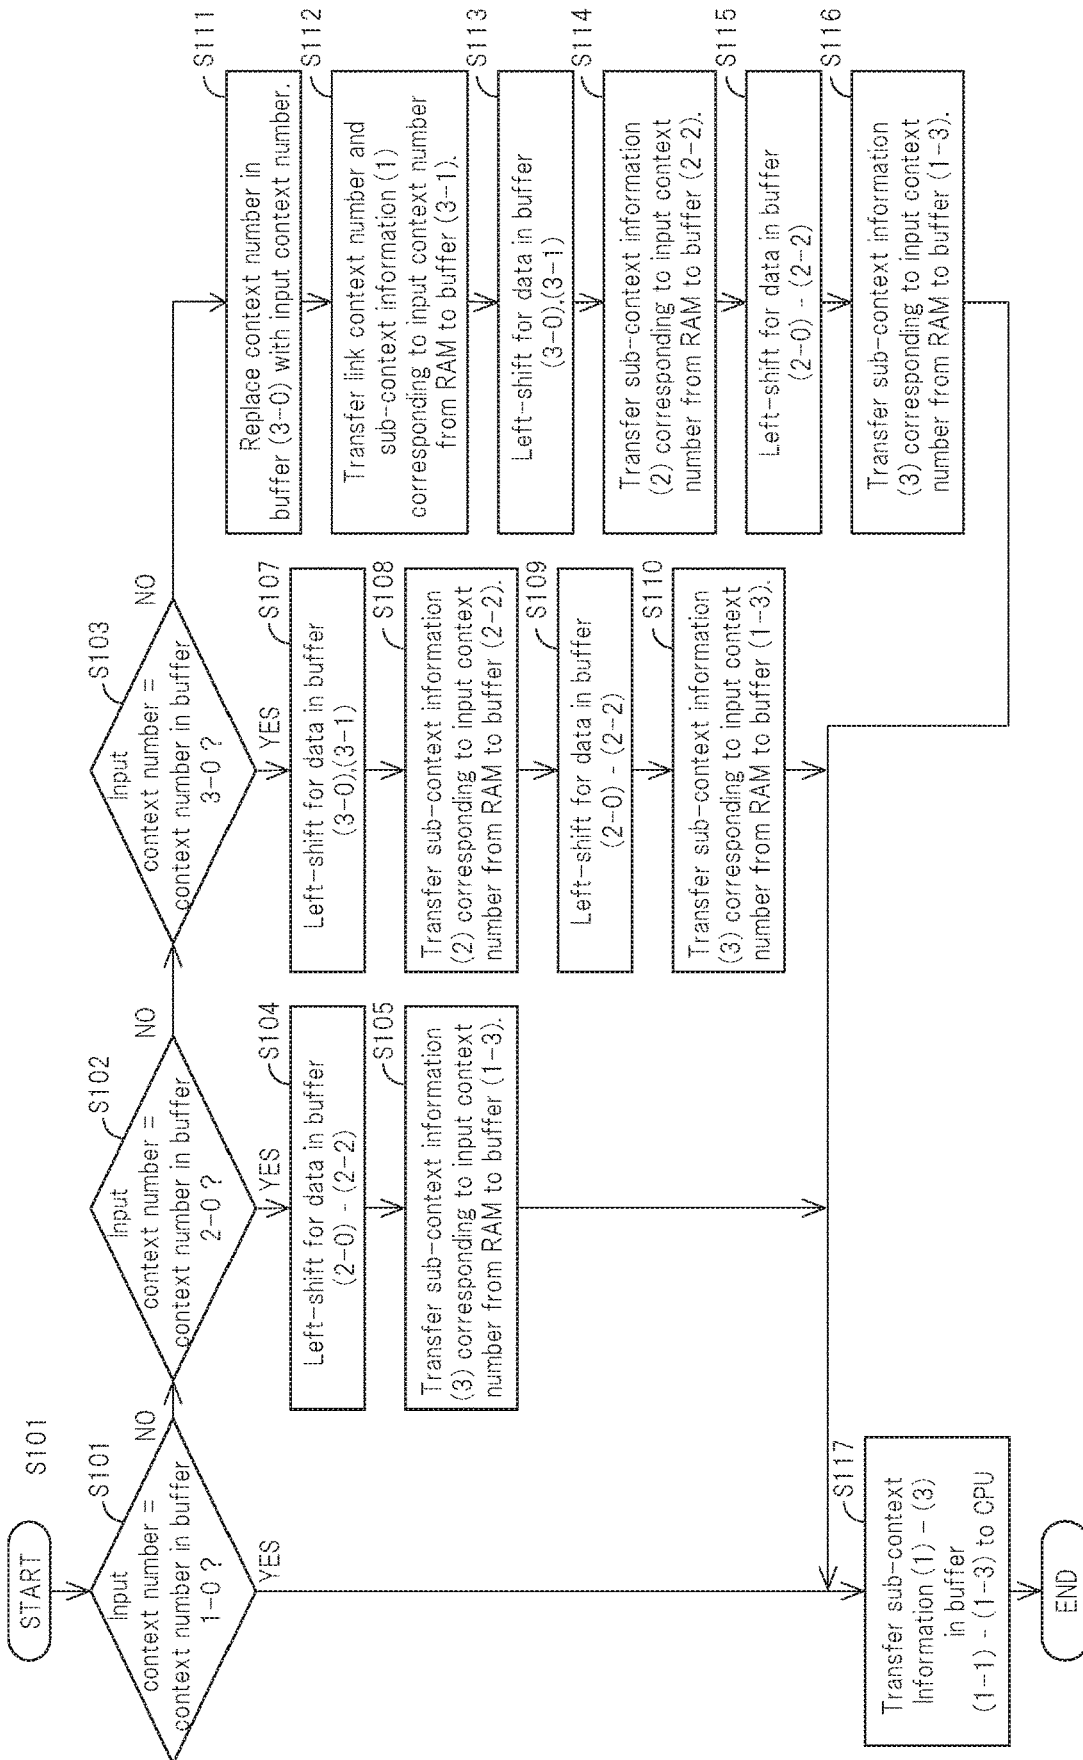 START
S101
S101
Input
context number =
context number in buffer
1-0 ?
NO
YES
S102
Input
context number =
context number in buffer
2-0 ?
NO
YES
S103
Input
context number =
context number in buffer
3-0 ?
NO
YES
S104
Left-shift for data in buffer
(2-0) - (2-2)
S105
Transfer sub-context information
(3) corresponding to input context
number from RAM to buffer (1-3).
S107
Left-shift for data in buffer
(3-0),(3-1)
S108
Transfer sub-context information
(2) corresponding to input context
number from RAM to buffer (2-2).
S109
Left-shift for data in buffer
(2-0) - (2-2)
S110
Transfer sub-context information
(3) corresponding to input context
number from RAM to buffer (1-3).
S111
Replace context number in
buffer (3-0) with input context number.
S112
Transfer link context number and
sub-context information (1)
corresponding to input context number
from RAM to buffer (3-1).
S113
Left-shift for data in buffer
(3-0),(3-1)
S114
Transfer sub-context information
(2) corresponding to input context
number from RAM to buffer (2-2).
S115
Left-shift for data in buffer
(2-0) - (2-2)
S116
Transfer sub-context information
(3) corresponding to input context
number from RAM to buffer (1-3).
S117
Transfer sub-context
Information (1) - (3)
in buffer
(1-1) - (1-3) to CPU
END